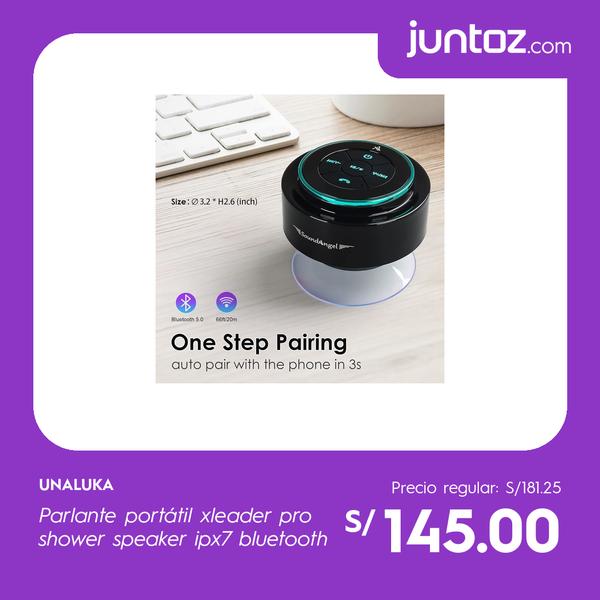 juntoz.com
Size: Ø 3.2 * H2.6 (inch)
SoundAngel
Bluetooth 5.0
66ft/20m
One Step Pairing
auto pair with the phone in 3s
UNALUKA
Parlante portátil xleader pro
shower speaker ipx7 bluetooth
Precio regular: S/181.25
S/145.00